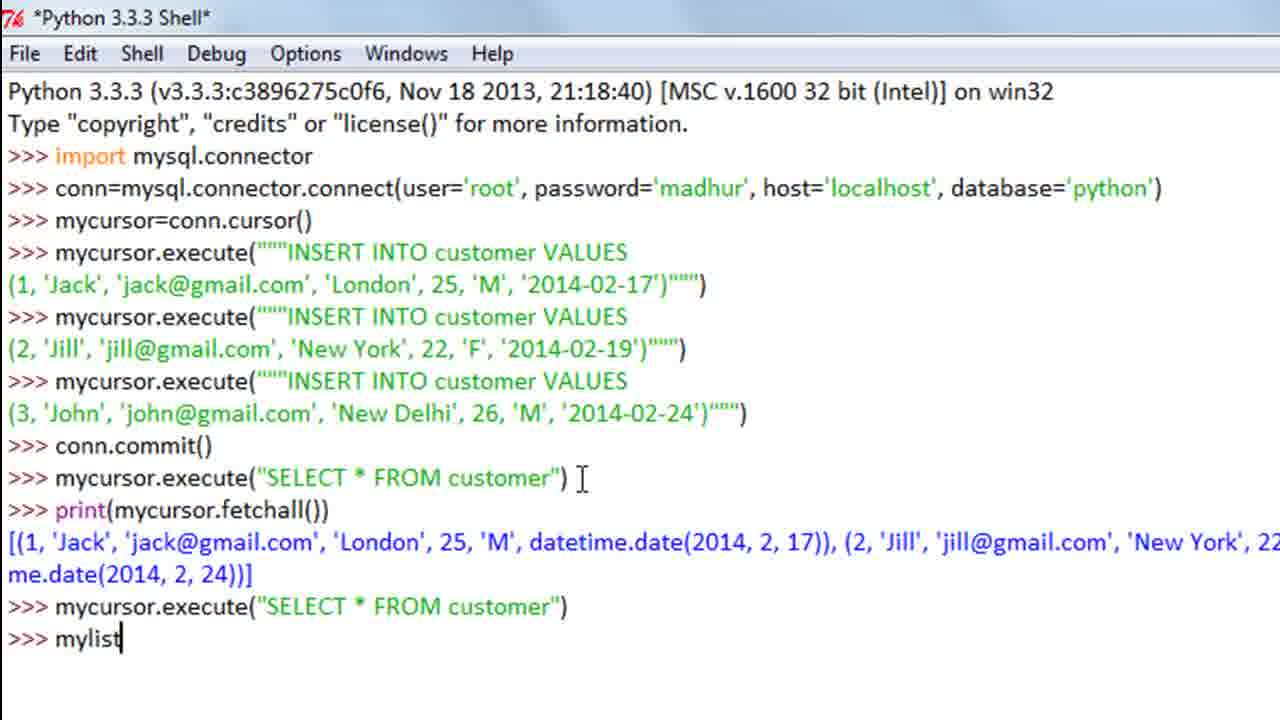 *Python 3.3.3 Shell*
File Edit Shell Debug Options Windows Help
Python 3.3.3 (v3.3.3:c3896275c0f6, Nov 18 2013, 21:18:40) [MSC v.1600 32 bit (Intel)] on win32
Type "copyright", "credits" or "license()" for more information.
>>> import mysql.connector
>>> conn=mysql.connector.connect(user='root', password='madhur', host='localhost', database='python')
>>> mycursor=conn.cursor()
>>> mycursor.execute("""INSERT INTO customer VALUES
(1, 'Jack', 'jack@gmail.com', 'London', 25, 'M', '2014-02-17')""")
>>> mycursor.execute("""INSERT INTO customer VALUES
(2, 'Jill', 'jill@gmail.com', 'New York', 22, 'F', '2014-02-19')""")
>>> mycursor.execute("""INSERT INTO customer VALUES
(3, 'John', 'john@gmail.com', 'New Delhi', 26, 'M', '2014-02-24')""")
>>> conn.commit()
>>> mycursor.execute("SELECT * FROM customer")
>>> print(mycursor.fetchall())
[(1, 'Jack', 'jack@gmail.com', 'London', 25, 'M', datetime.date(2014, 2, 17)), (2, 'Jill', 'jill@gmail.com', 'New York', 22
me.date(2014, 2, 24))]
>>> mycursor.execute("SELECT * FROM customer")
>>> mylist